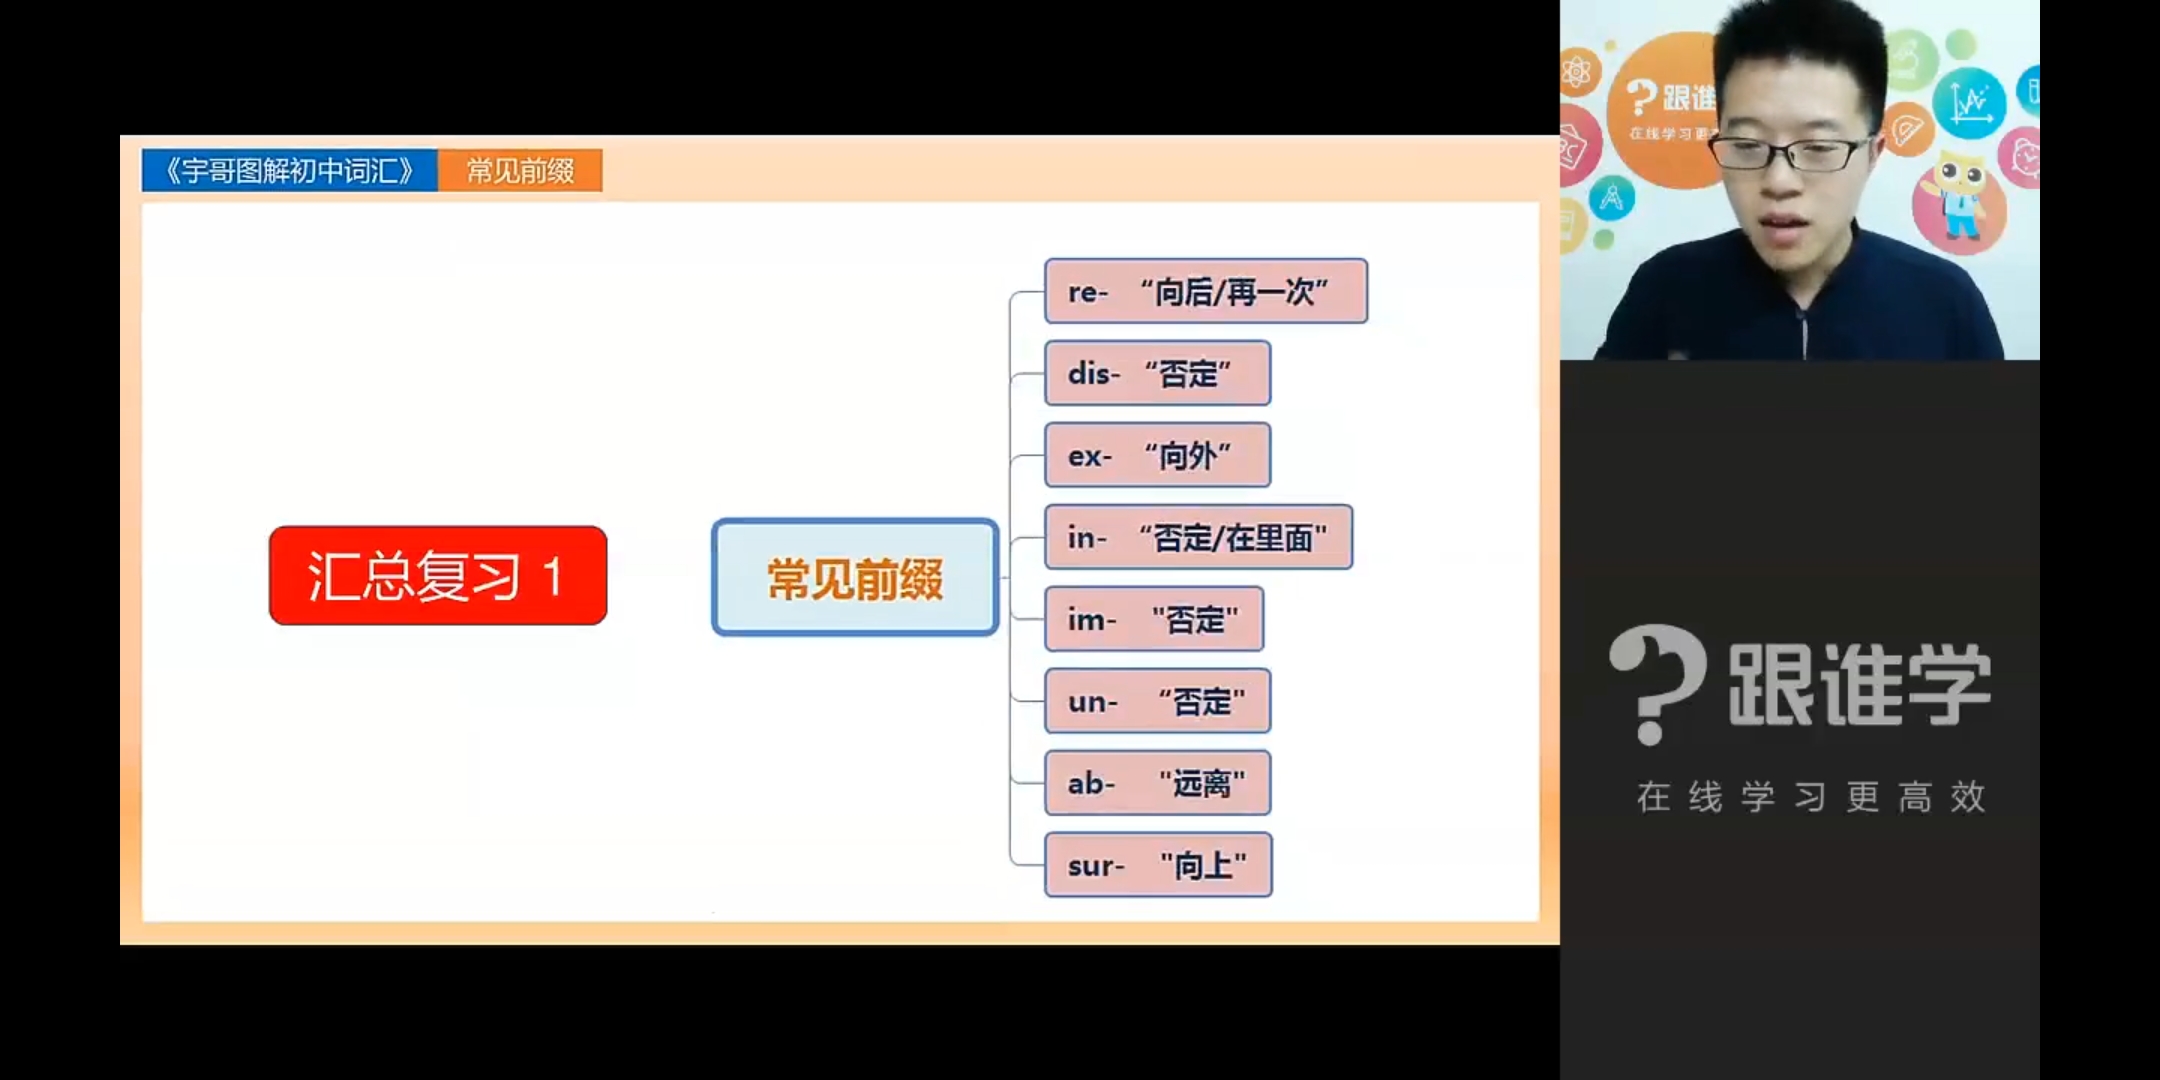 《宇哥图解初中词汇》 常见前缀
re- “向后/再一次”
dis- “否定”
ex- “向外”
in- “否定/在里面"
im- "否定"
un- “否定"
ab- "远离"
sur- "向上"
汇总复习 1
常见前缀
跟谁
在线学习更
跟谁学
在线学习更高效